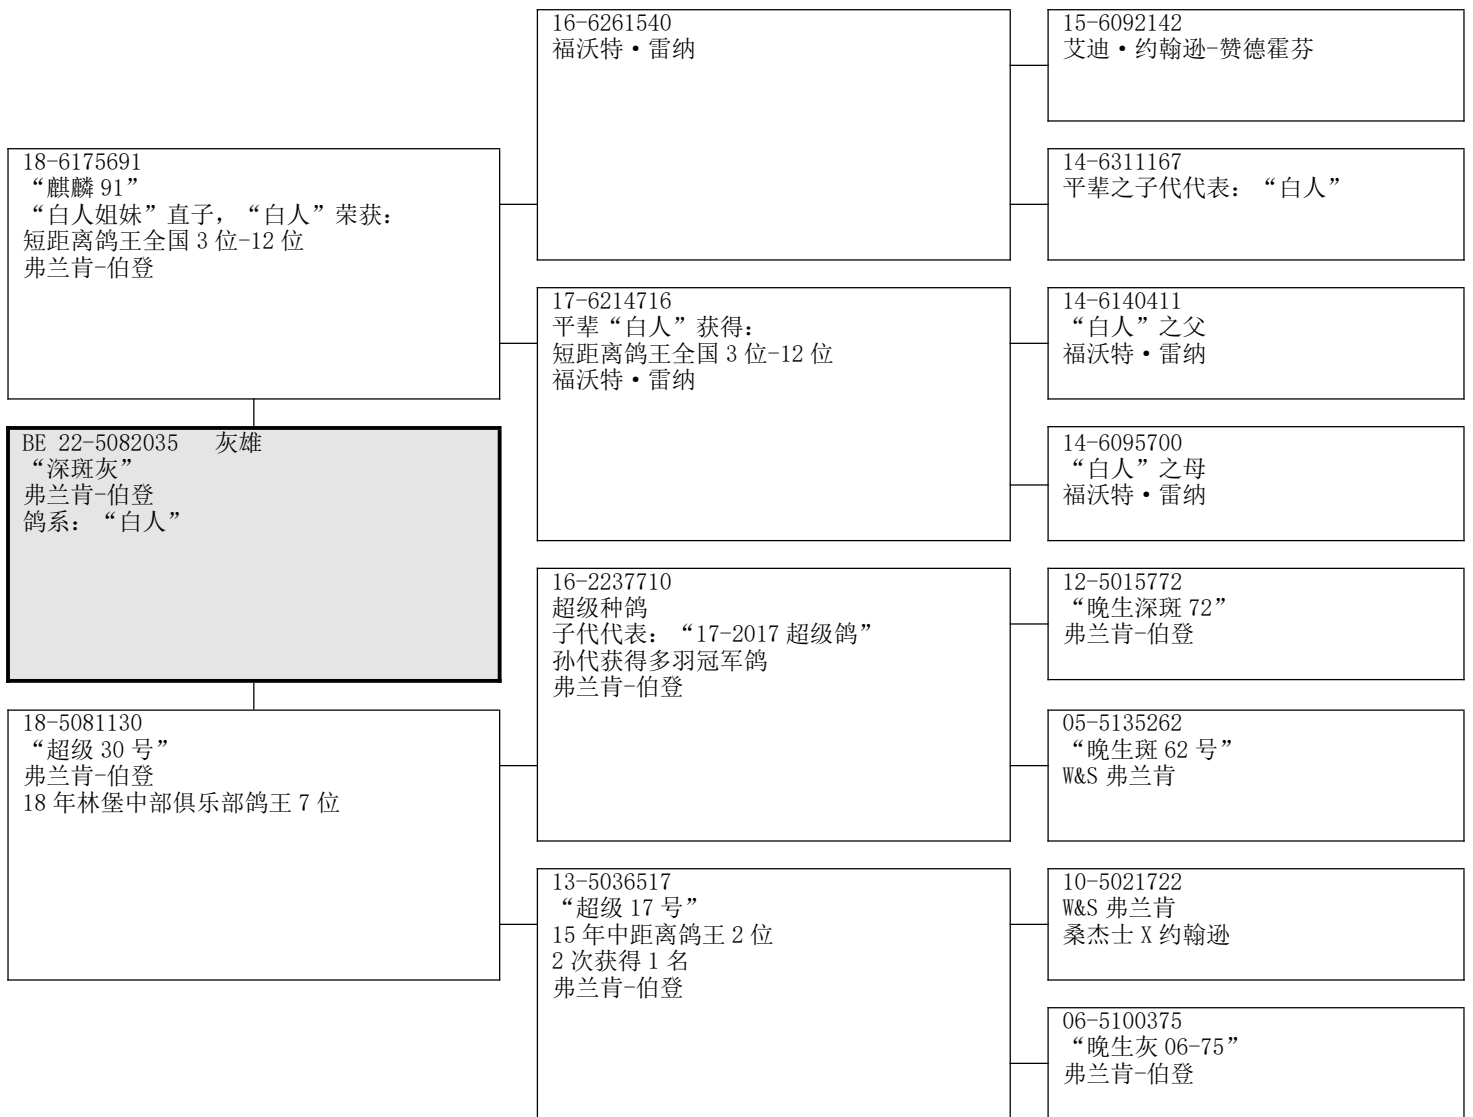 18-6175691
“麒麟 91”
“白人姐妹”直子，“白人”荣获：
短距离鸽王全国 3 位-12 位
弗兰肯-伯登
BE 22-5082035 灰雄
“深斑灰”
弗兰肯-伯登
鸽系：“白人”
18-5081130
“超级 30 号”
弗兰肯-伯登
18 年林堡中部俱乐部鸽王 7 位
16-6261540
福沃特·雷纳
17-6214716
平辈“白人”获得：
短距离鸽王全国 3 位-12 位
福沃特·雷纳
16-2237710
超级种鸽
子代代表：“17-2017 超级鸽”
孙代获得多羽冠军鸽
弗兰肯-伯登
13-5036517
“超级 17 号”
15 年中距离鸽王 2 位
2 次获得 1 名
弗兰肯-伯登
15-6092142
艾迪·约翰逊-赞德霍芬
14-6311167
平辈之子代代表：“白人”
14-6140411
“白人”之父
福沃特·雷纳
14-6095700
“白人”之母
福沃特·雷纳
12-5015772
“晚生深斑 72”
弗兰肯-伯登
05-5135262
“晚生斑 62 号”
W&S 弗兰肯
10-5021722
W&S 弗兰肯
桑杰士 X 约翰逊
06-5100375
“晚生灰 06-75”
弗兰肯-伯登